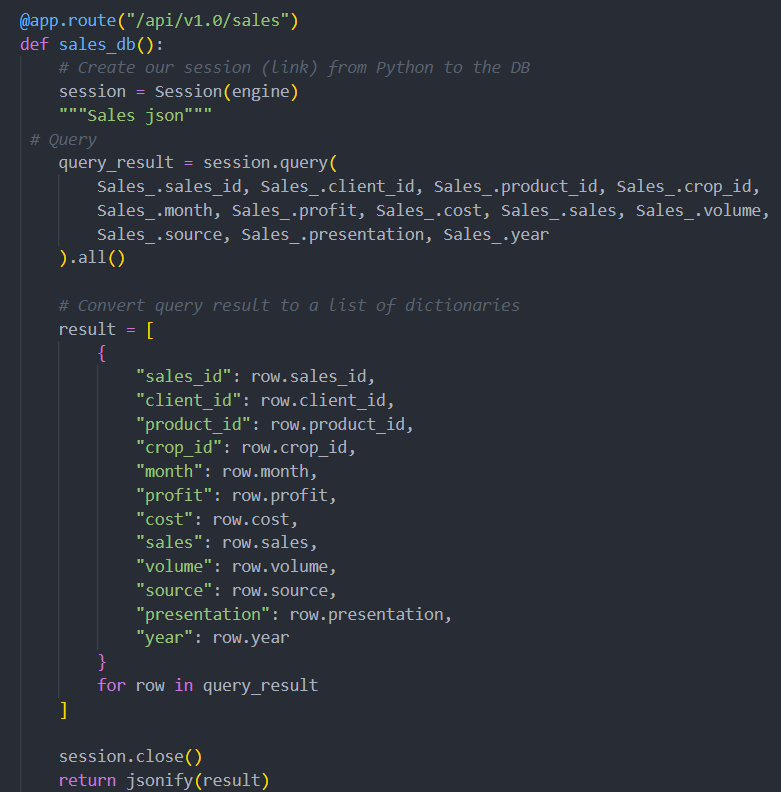 @app.route("/api/v1.0/sales")
def sales_db():
    # Create our session (link) from Python to the DB
    session = Session(engine)
    """Sales json"""
 # Query
    query_result = session.query(
        Sales_.sales_id, Sales_.client_id, Sales_.product_id, Sales_.crop_id,
        Sales_.month, Sales_.profit, Sales_.cost, Sales_.sales, Sales_.volume,
        Sales_.source, Sales_.presentation, Sales_.year
    ).all()

    # Convert query result to a list of dictionaries
    result = [
        {
            "sales_id": row.sales_id,
            "client_id": row.client_id,
            "product_id": row.product_id,
            "crop_id": row.crop_id,
            "month": row.month,
            "profit": row.profit,
            "cost": row.cost,
            "sales": row.sales,
            "volume": row.volume,
            "source": row.source,
            "presentation": row.presentation,
            "year": row.year
        }
        for row in query_result
    ]

    session.close()
    return jsonify(result)